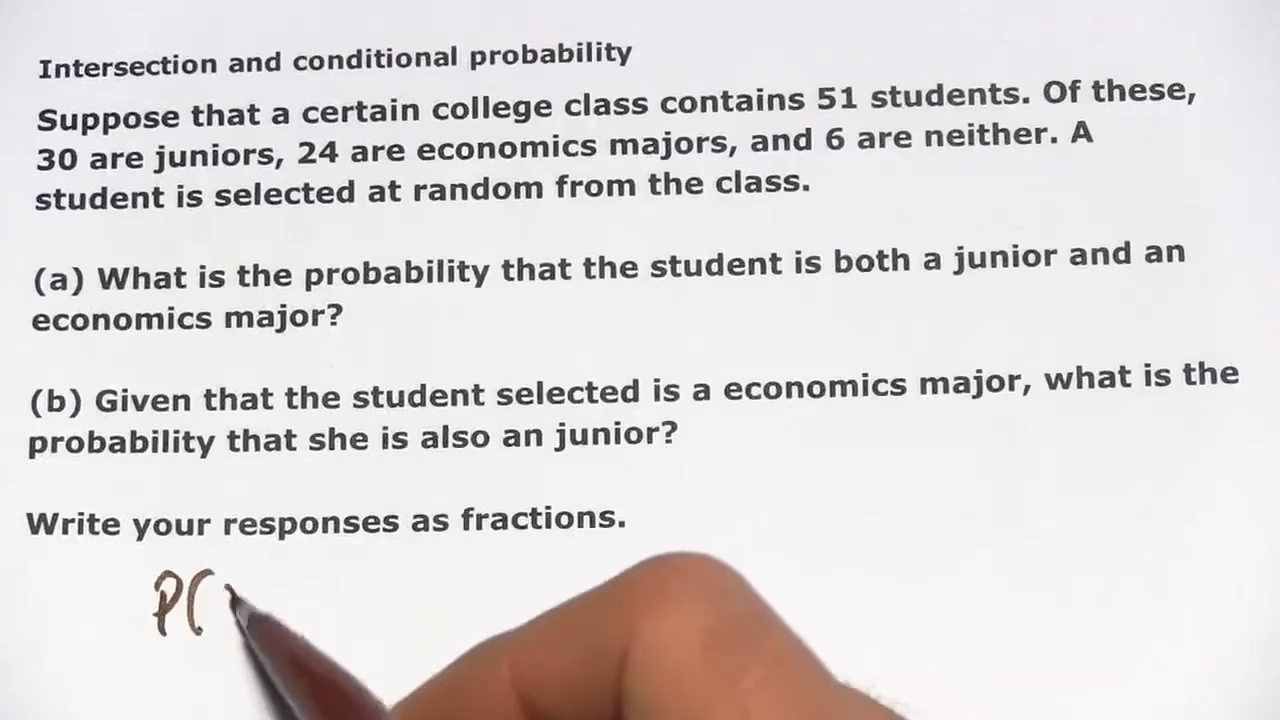 Intersection and conditional probability
Suppose that a certain college class contains 51 students. Of these,
30 are juniors, 24 are economics majors, and 6 are neither. A
student is selected at random from the class.
(a) What is the probability that the student is both a junior and an
economics major?
(b) Given that the student selected is a economics major, what is the
probability that she is also an junior?
Write your responses as fractions.
P(